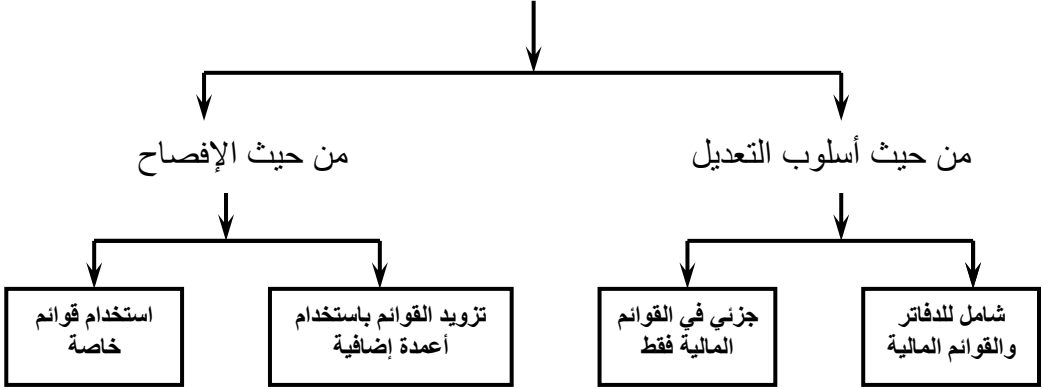 من حيث أسلوب التعديل
من حيث الإفصاح
شامل للدفاتر
والقوائم المالية
جزئي في القوائم
المالية فقط
تزويد القوائم باستخدام
أعمدة إضافية
استخدام قوائم
خاصة